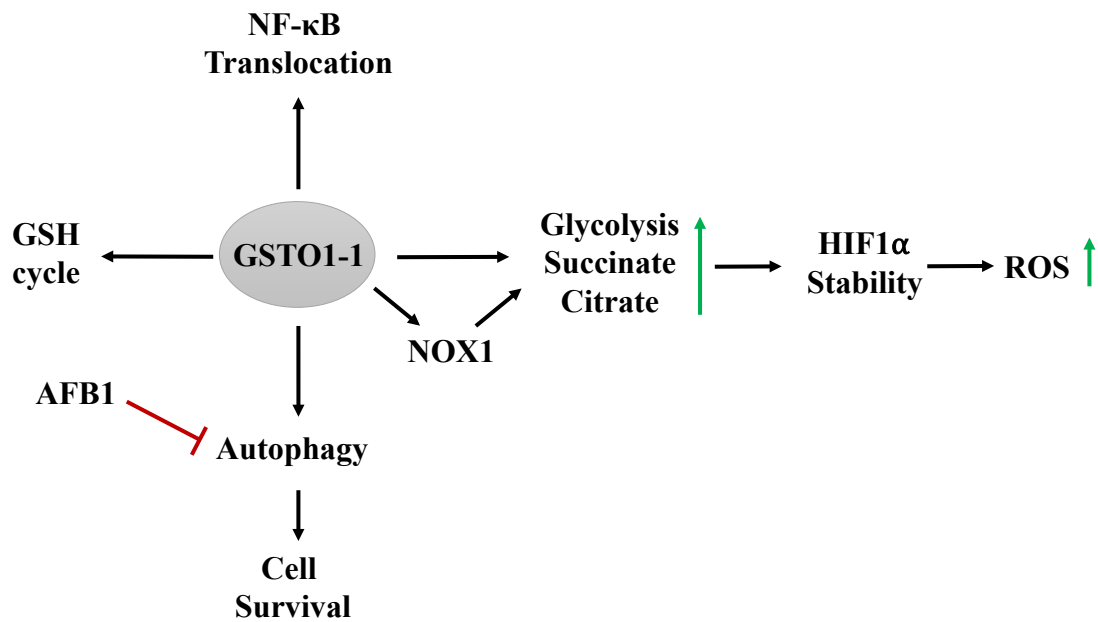 NF-κB
Translocation
GSH
cycle
GSTO1-1
Glycolysis
Succinate
Citrate
HIF1α
Stability
ROS
NOX1
AFB1
Autophagy
Cell
Survival